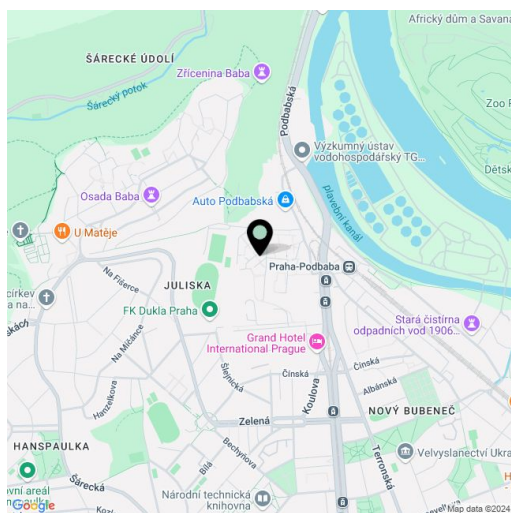 Africký dům a Savana
ŠÁRECKÉ ÚDOLÍ
Zřícenina Baba
Šárecký potok
Podbabská
Zoo
Výzkumný ústav
vodohospodářský TG...
plavební kanál
Osada Baba
Auto Podbabská
U Matěje
Na Fišerce
JULISKA
Praha-Podbaba
církev
na...
FK Dukla Praha
Stará čistírna
odpadních vod 1906...
Na Míčánce
Grand Hotel
International Prague
Šlejnická
Čínská
Čínská
Albánská
Hanzelkova
Koulova
NOVÝ BUBENEČ
Zelená
HANSPAULKA
Bechyňova
Terronská
Velvyslanectví Ukra
Bílá
Šárecká
Národní technická
knihovna
Google
Map data ©2024